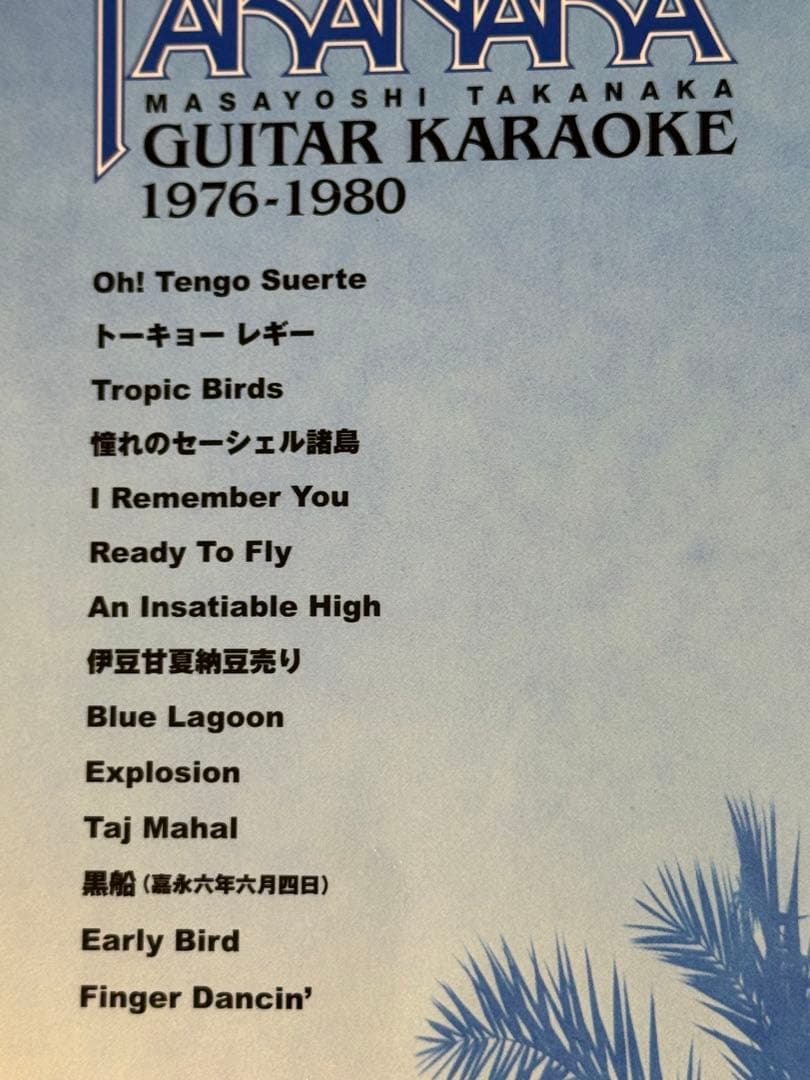 TAKANAKA
MASAYOSHI TAKANAKA
GUITAR KARAOKE
1976-1980
Oh! Tengo Suerte
トーキョー レギー
Tropic Birds
憧れのセーシェル諸島
I Remember You
Ready To Fly
An Insatiable High
伊豆甘夏納豆売り
Blue Lagoon
Explosion
Taj Mahal
黒船（嘉永六年六月四日）
Early Bird
Finger Dancin’